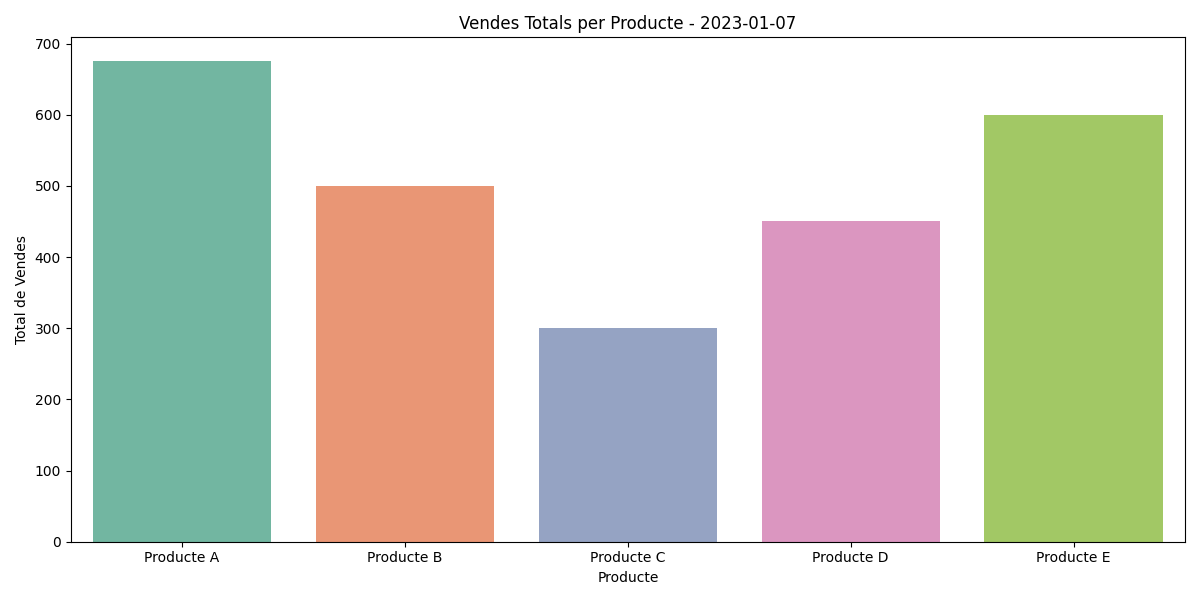 Vendes Totals per Producte - 2023-01-07
Total de Vendes
700
600
500
400
300
200
100
0
Producte A
Producte B
Producte C
Producte D
Producte E
Producte